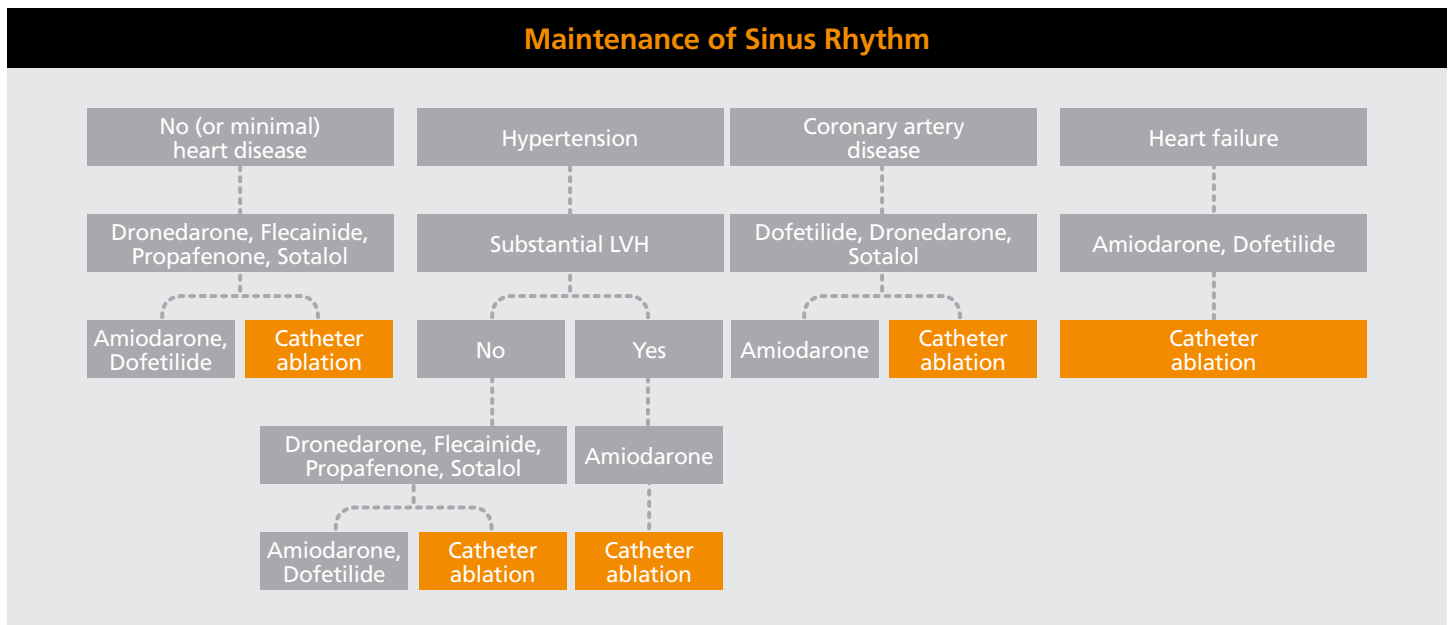 Maintenance of Sinus Rhythm
No (or minimal)
heart disease
Hypertension
Coronary artery
disease
Heart failure
Dronedarone, Flecainide,
Propafenone, Sotalol
Substantial LVH
Dofetilide, Dronedarone,
Sotalol
Amiodarone, Dofetilide
Amiodarone,
Dofetilide
Catheter
ablation
No
Yes
Amiodarone
Catheter
ablation
Catheter
ablation
Dronedarone, Flecainide,
Propafenone, Sotalol
Amiodarone
Amiodarone,
Dofetilide
Catheter
ablation
Catheter
ablation